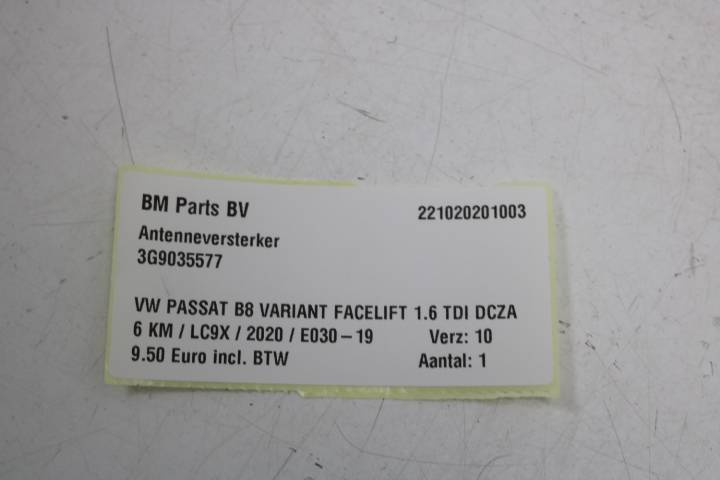 BM Parts BV 221020201003
Antenneversterker
3G9035577
VW PASSAT B8 VARIANT FACELIFT 1.6 TDI DCZA
6 KM / LC9X / 2020 / E030-19 Verz: 10
9.50 Euro incl. BTW Aantal: 1